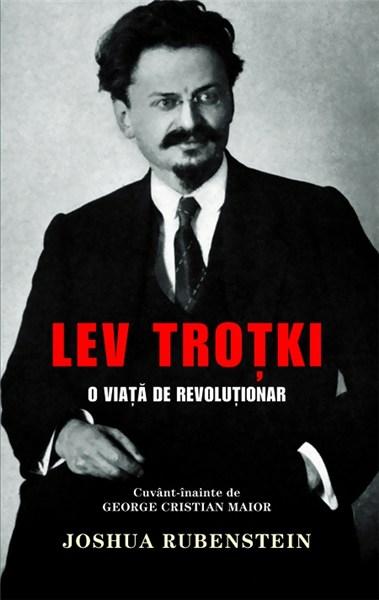 LEV TROȚKI
O VIAȚĂ DE REVOLUȚIONAR
Cuvânt-înainte de
GEORGE CRISTIAN MAIOR
JOSHUA RUBENSTEIN